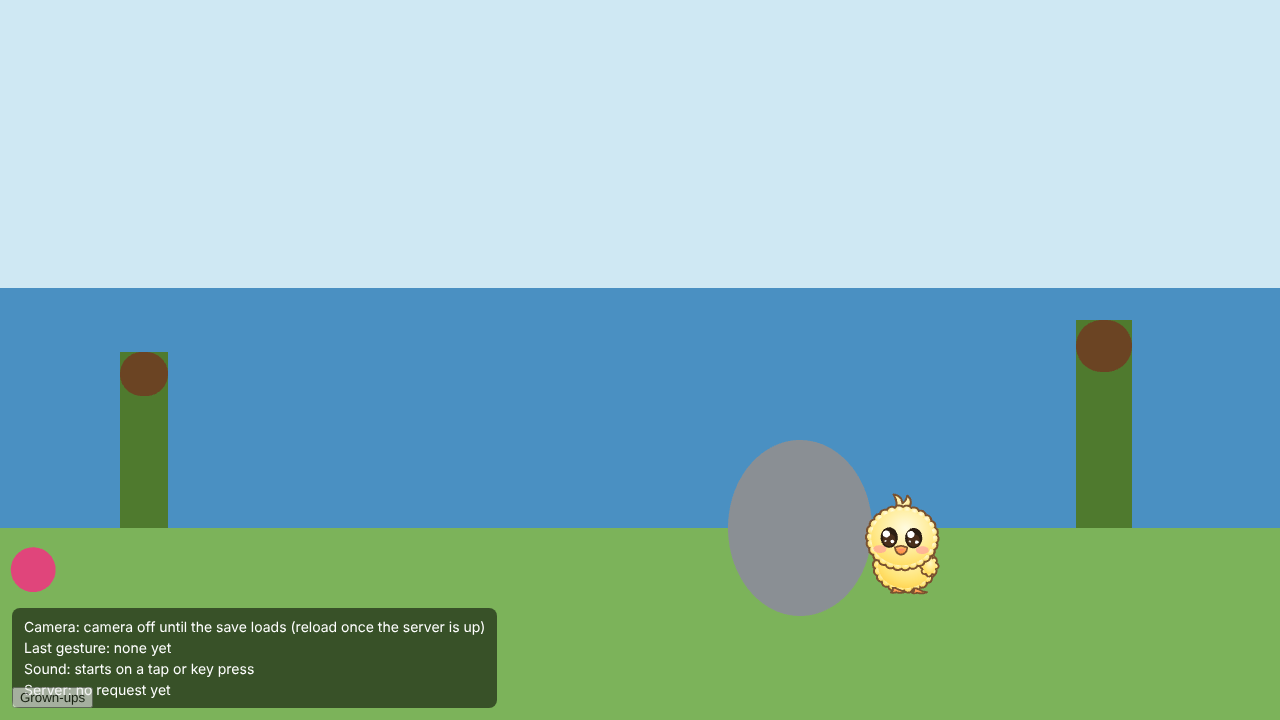 Camera: camera off until the save loads (reload once the server is up)
Last gesture: none yet
Sound: starts on a tap or key press
Server: no request yet
Grown-ups